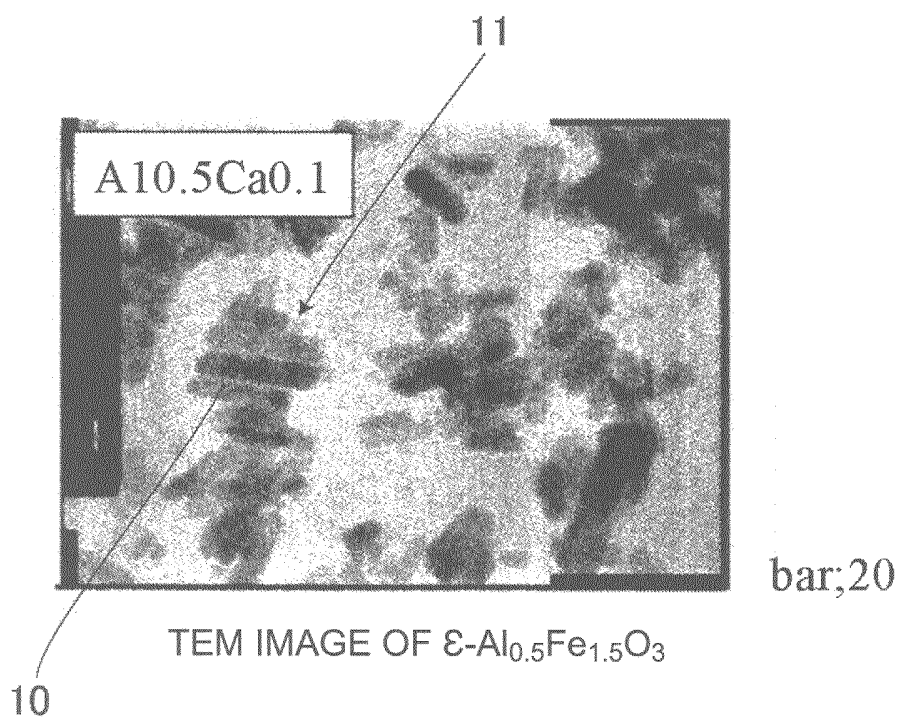 11
A10.5Ca0.1
bar;20
TEM IMAGE OF ε-Al0.5Fe1.5O3
10